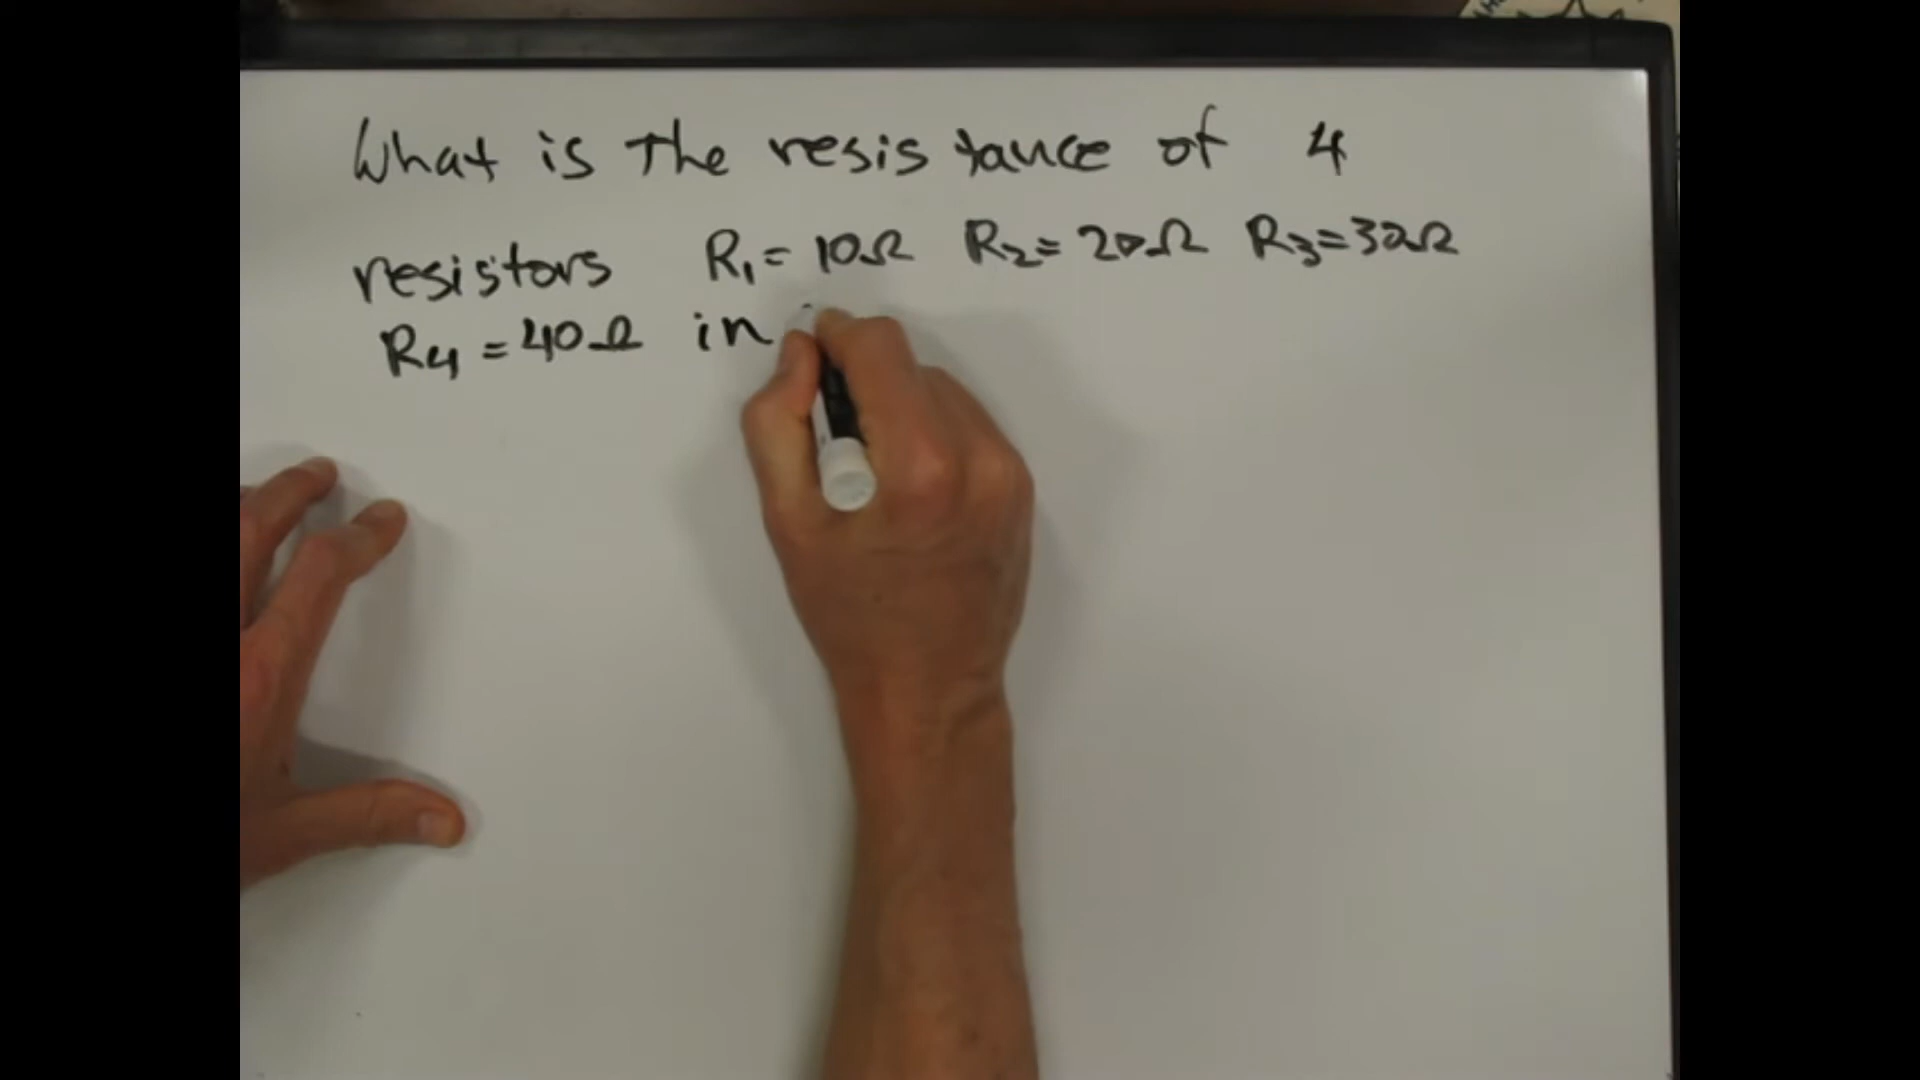 What is the resistance of 4
resistors R1 = 10Ω R2 = 20Ω R3 = 30Ω
R4 = 40Ω in